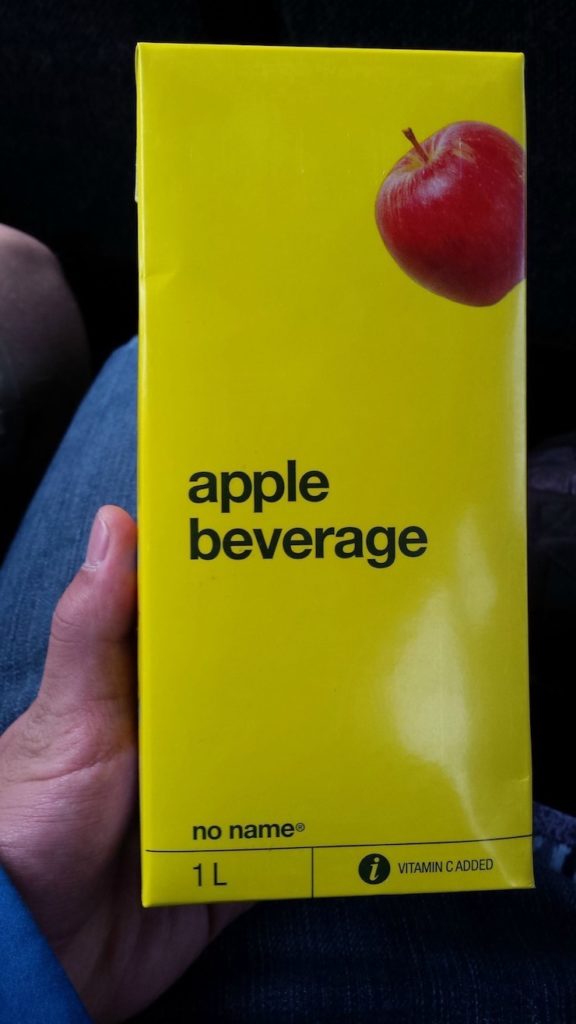 apple
beverage
no name®
1 L
i VITAMIN C ADDED